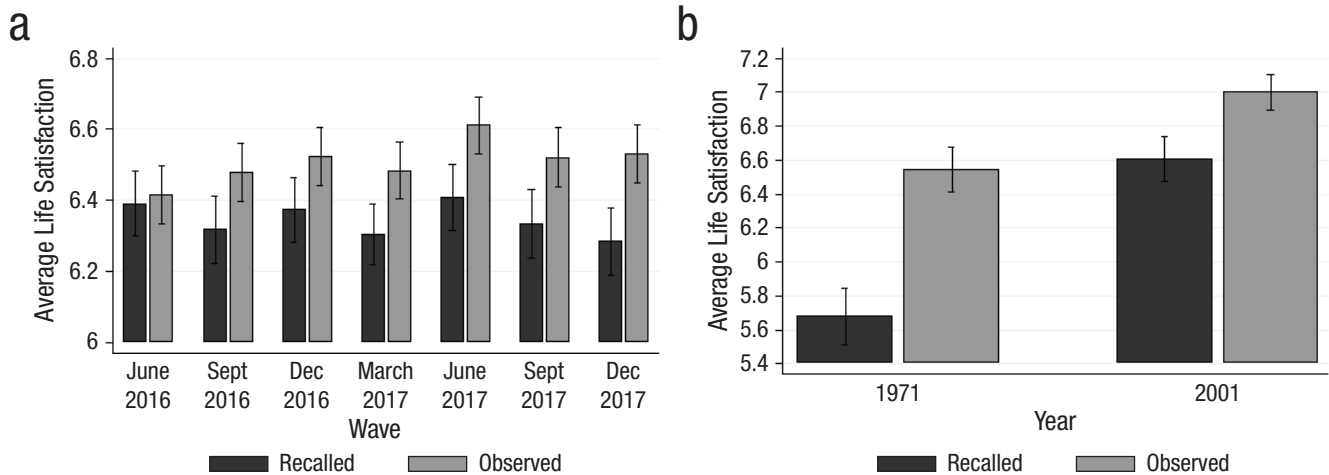 a
Average Life Satisfaction
6.8
6.6
6.4
6.2
6
June 2016
Sept 2016
Dec 2016
March 2017
June 2017
Sept 2017
Dec 2017
Wave
Recalled
Observed
b
Average Life Satisfaction
7.2
7
6.8
6.6
6.4
6.2
6
5.8
5.6
5.4
1971
2001
Year
Recalled
Observed